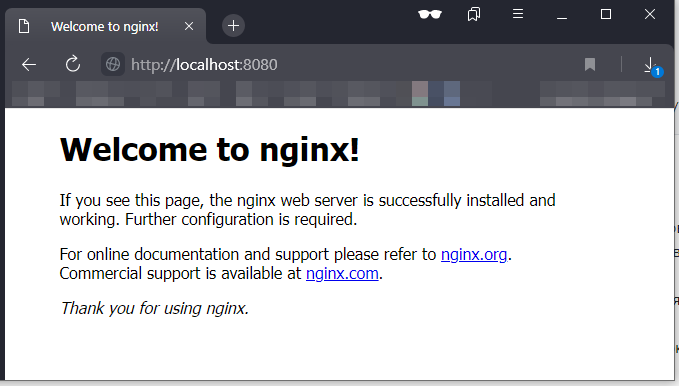 Welcome to nginx!
http://localhost:8080
1
Welcome to nginx!
If you see this page, the nginx web server is successfully installed and
working. Further configuration is required.
For online documentation and support please refer to nginx.org.
Commercial support is available at nginx.com.
Thank you for using nginx.